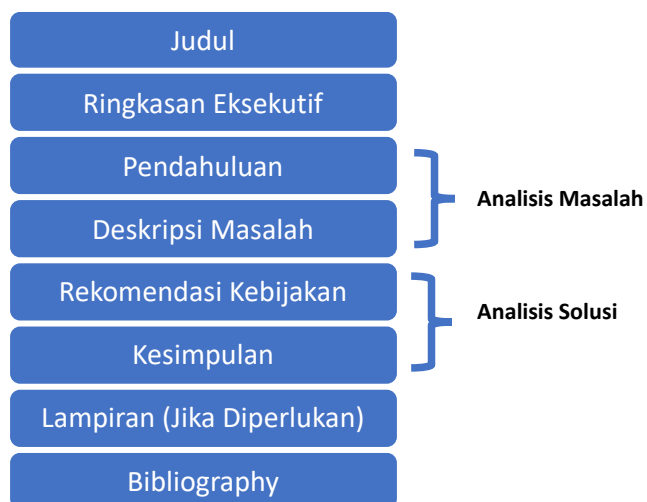 Judul
Ringkasan Eksekutif
Pendahuluan
Analisis Masalah
Deskripsi Masalah
Rekomendasi Kebijakan
Analisis Solusi
Kesimpulan
Lampiran (Jika Diperlukan)
Bibliography